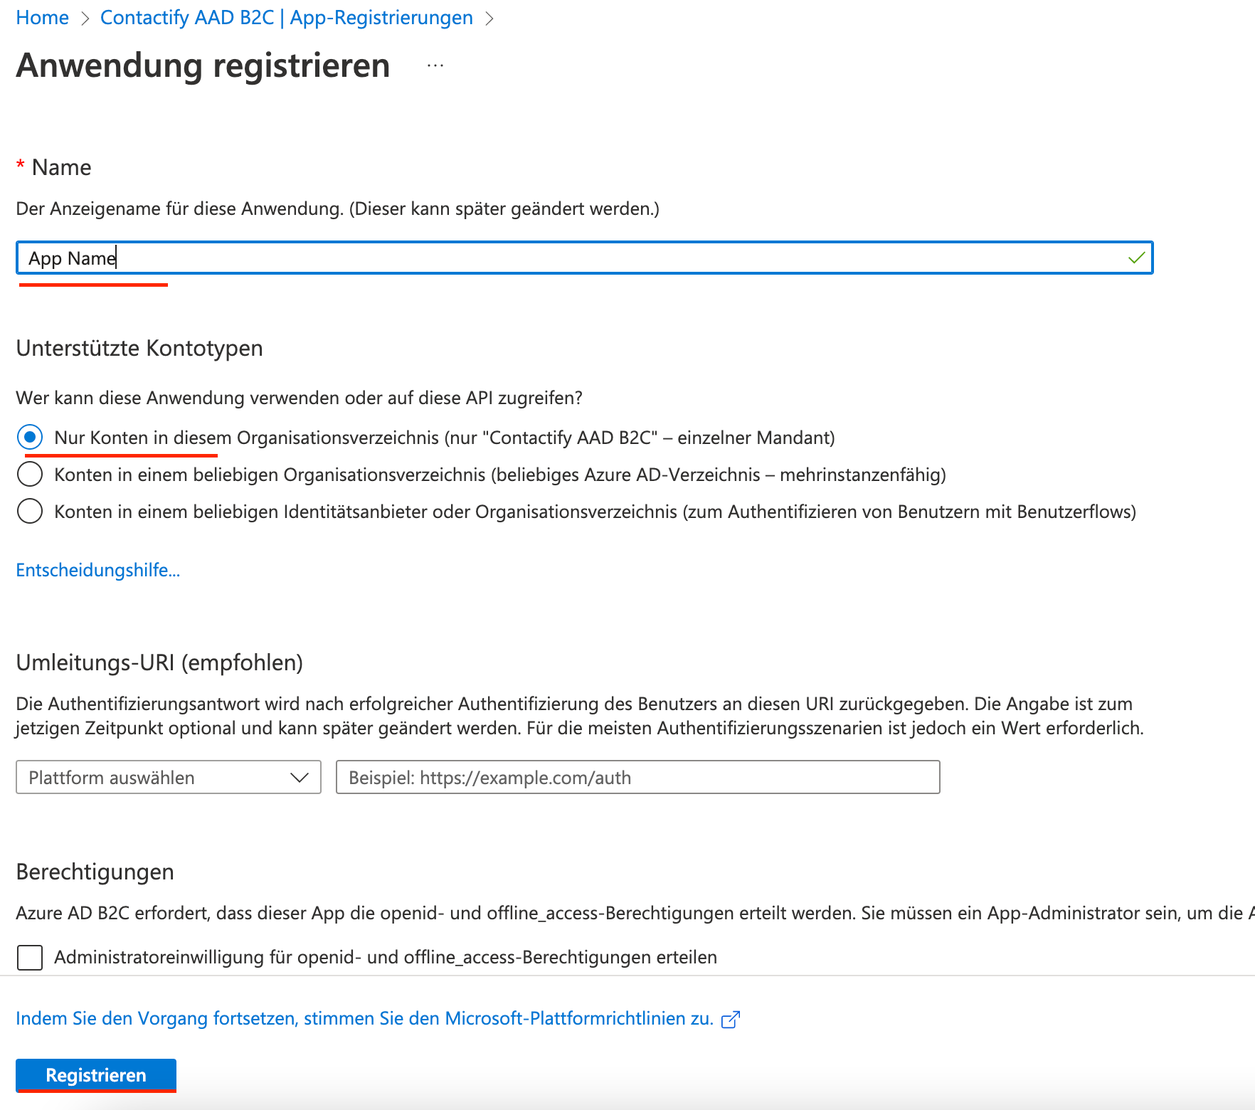 Home > Contactify AAD B2C | App-Registrierungen >
Anwendung registrieren ...
* Name
Der Anzeigename für diese Anwendung. (Dieser kann später geändert werden.)
App Name
Unterstützte Kontotypen
Wer kann diese Anwendung verwenden oder auf diese API zugreifen?
Nur Konten in diesem Organisationsverzeichnis (nur "Contactify AAD B2C" – einzelner Mandant)
Konten in einem beliebigen Organisationsverzeichnis (beliebiges Azure AD-Verzeichnis – mehrinstanzenfähig)
Konten in einem beliebigen Identitätsanbieter oder Organisationsverzeichnis (zum Authentifizieren von Benutzern mit Benutzerflows)
Entscheidungshilfe...
Umleitungs-URI (empfohlen)
Die Authentifizierungsantwort wird nach erfolgreicher Authentifizierung des Benutzers an diesen URI zurückgegeben. Die Angabe ist zum
jetzigen Zeitpunkt optional und kann später geändert werden. Für die meisten Authentifizierungsszenarien ist jedoch ein Wert erforderlich.
Plattform auswählen
Beispiel: https://example.com/auth
Berechtigungen
Azure AD B2C erfordert, dass dieser App die openid- und offline_access-Berechtigungen erteilt werden. Sie müssen ein App-Administrator sein, um die
Administratoreinwilligung für openid- und offline_access-Berechtigungen erteilen
Indem Sie den Vorgang fortsetzen, stimmen Sie den Microsoft-Plattformrichtlinien zu.
Registrieren